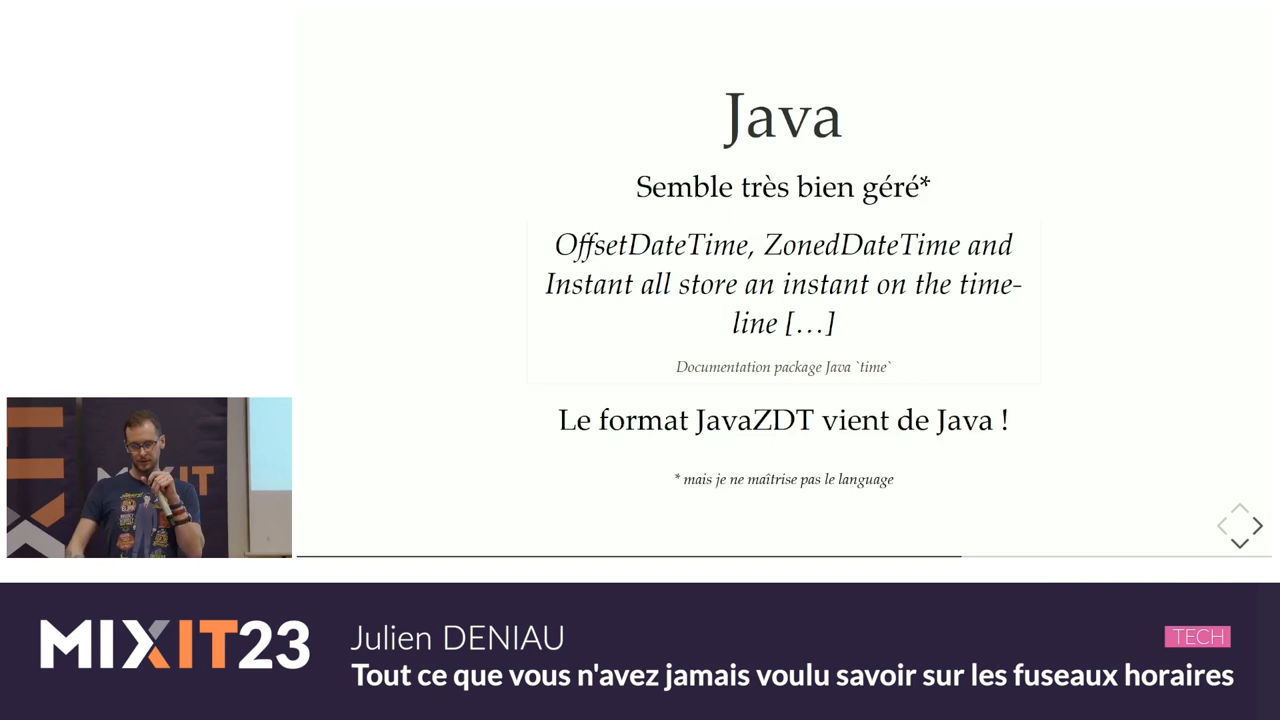 Java
Semble très bien géré*
OffsetDateTime, ZonedDateTime and
Instant all store an instant on the time-
line […]
Documentation package Java `time`
Le format JavaZDT vient de Java !
* mais je ne maîtrise pas le language
MIXIT
MIXIT23
Julien DENIAU
TECH
Tout ce que vous n'avez jamais voulu savoir sur les fuseaux horaires